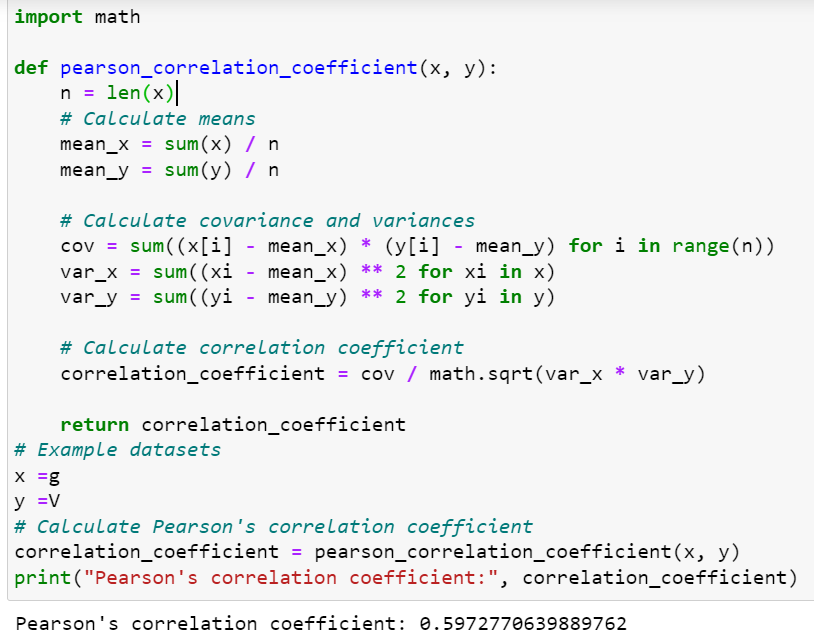 import math
def pearson_correlation_coefficient(x, y):
    n = len(x)
    # Calculate means
    mean_x = sum(x) / n
    mean_y = sum(y) / n
    # Calculate covariance and variances
    cov = sum((x[i] - mean_x) * (y[i] - mean_y) for i in range(n))
    var_x = sum((xi - mean_x) ** 2 for xi in x)
    var_y = sum((yi - mean_y) ** 2 for yi in y)
    # Calculate correlation coefficient
    correlation_coefficient = cov / math.sqrt(var_x * var_y)
    return correlation_coefficient
# Example datasets
x =g
y =V
# Calculate Pearson's correlation coefficient
correlation_coefficient = pearson_correlation_coefficient(x, y)
print("Pearson's correlation coefficient:", correlation_coefficient)
Pearson's correlation coefficient: 0.5972770639889762